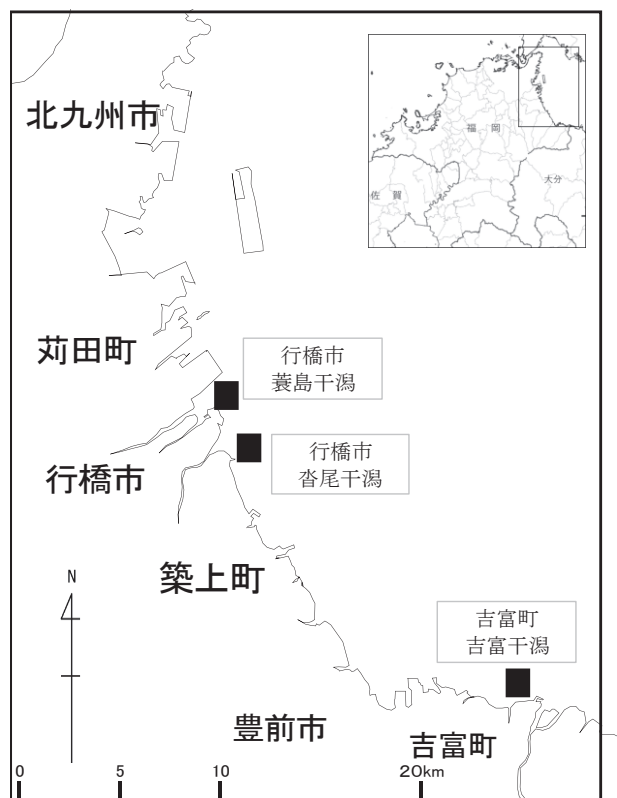 北九州市
福岡
大分
佐賀
苅田町
行橋市
蓑島干潟
行橋市
行橋市
沓尾干潟
築上町
N
吉富町
吉富干潟
豊前市
吉富町
0 5 10 20km